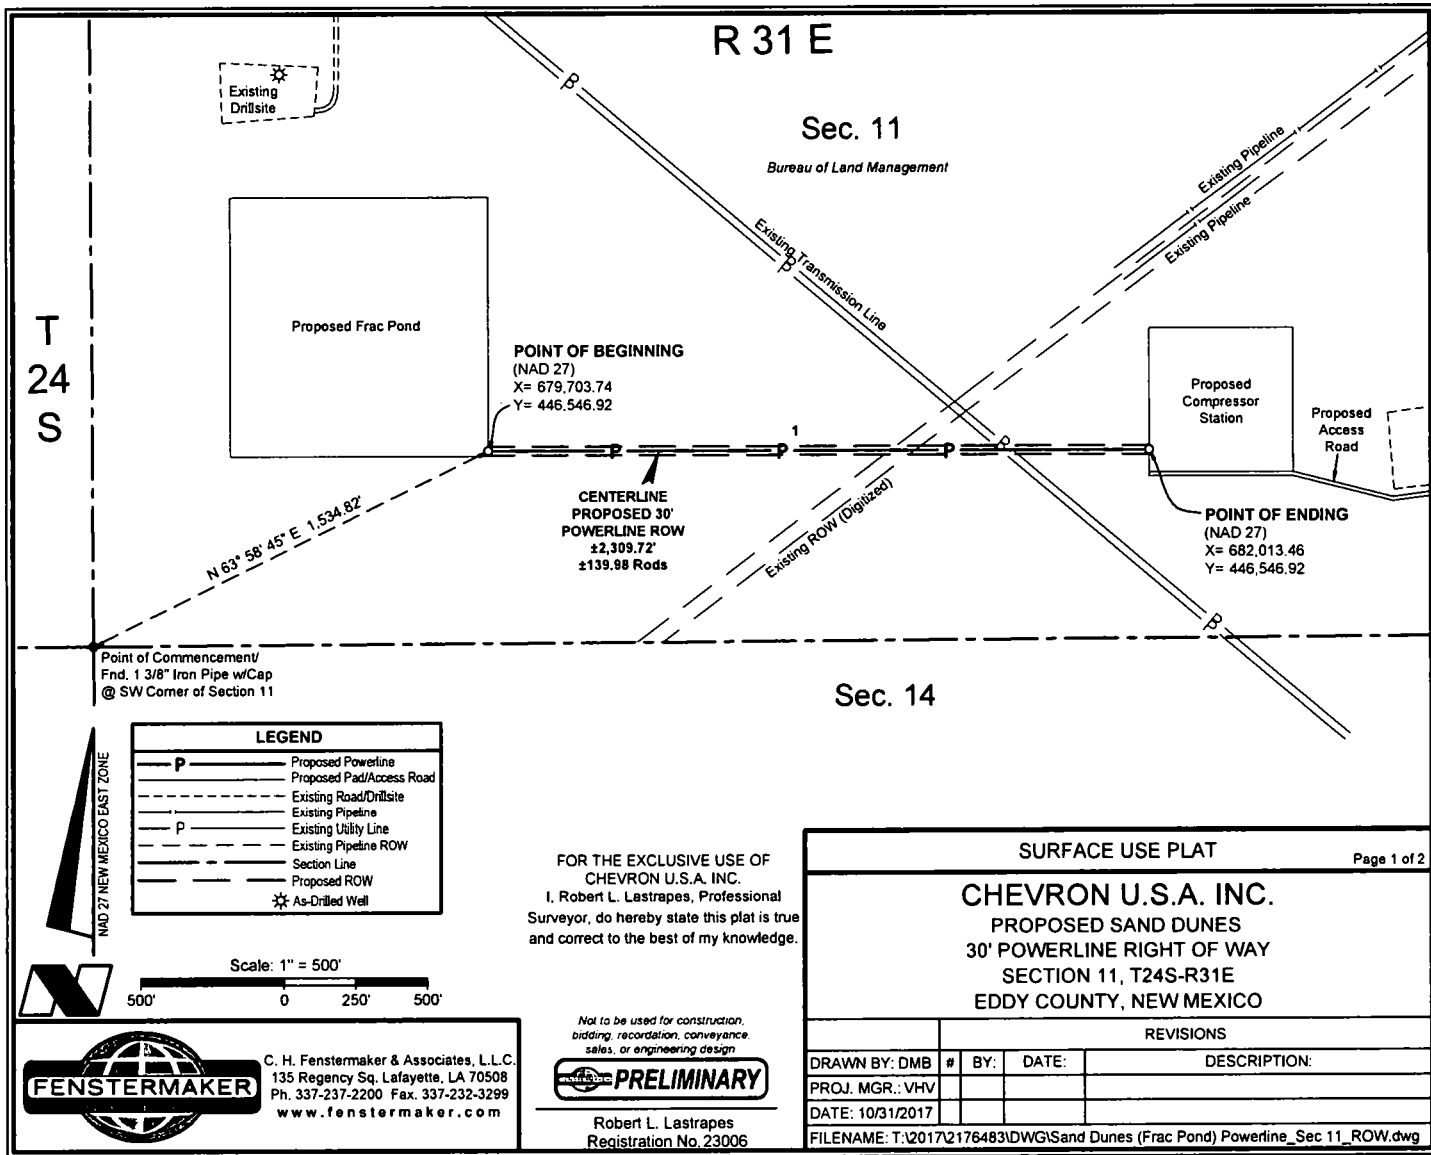 R 31 E
Sec. 11
Bureau of Land Management
Existing
Drillsite
Existing Pipeline
Existing Pipeline
Existing Transmission Line
T
24
S
Proposed Frac Pond
POINT OF BEGINNING
(NAD 27)
X= 679,703.74
Y= 446,546.92
Proposed
Compressor
Station
Proposed
Access
Road
1
P
P
P
P
P
P
P
CENTERLINE
PROPOSED 30'
POWERLINE ROW
±2,309.72'
±139.98 Rods
Existing ROW (Digitized)
POINT OF ENDING
(NAD 27)
X= 682,013.46
Y= 446,546.92
N 63° 58' 45" E 1,534.82'
Point of Commencement/
Fnd. 1 3/8" Iron Pipe w/Cap
@ SW Corner of Section 11
Sec. 14
LEGEND
P Proposed Powerline
Proposed Pad/Access Road
Existing Road/Drillsite
Existing Pipeline
P Existing Utility Line
Existing Pipeline ROW
Section Line
Proposed ROW
As-Drilled Well
NAD 27 NEW MEXICO EAST ZONE
Scale: 1" = 500'
500' 0 250' 500'
FOR THE EXCLUSIVE USE OF
CHEVRON U.S.A. INC.
I, Robert L. Lastrapes, Professional
Surveyor, do hereby state this plat is true
and correct to the best of my knowledge.
Not to be used for construction,
bidding, recordation, conveyance,
sales, or engineering design
PRELIMINARY
Robert L. Lastrapes
Registration No. 23006
FENSTERMAKER
C. H. Fenstermaker & Associates, L.L.C.
135 Regency Sq. Lafayette, LA 70508
Ph. 337-237-2200 Fax. 337-232-3299
www.fenstermaker.com
SURFACE USE PLAT
Page 1 of 2
CHEVRON U.S.A. INC.
PROPOSED SAND DUNES
30' POWERLINE RIGHT OF WAY
SECTION 11, T24S-R31E
EDDY COUNTY, NEW MEXICO
REVISIONS
DRAWN BY: DMB # BY: DATE: DESCRIPTION:
PROJ. MGR.: VHV
DATE: 10/31/2017
FILENAME: T:\2017\2176483\DWG\Sand Dunes (Frac Pond) Powerline_Sec 11_ROW.dwg